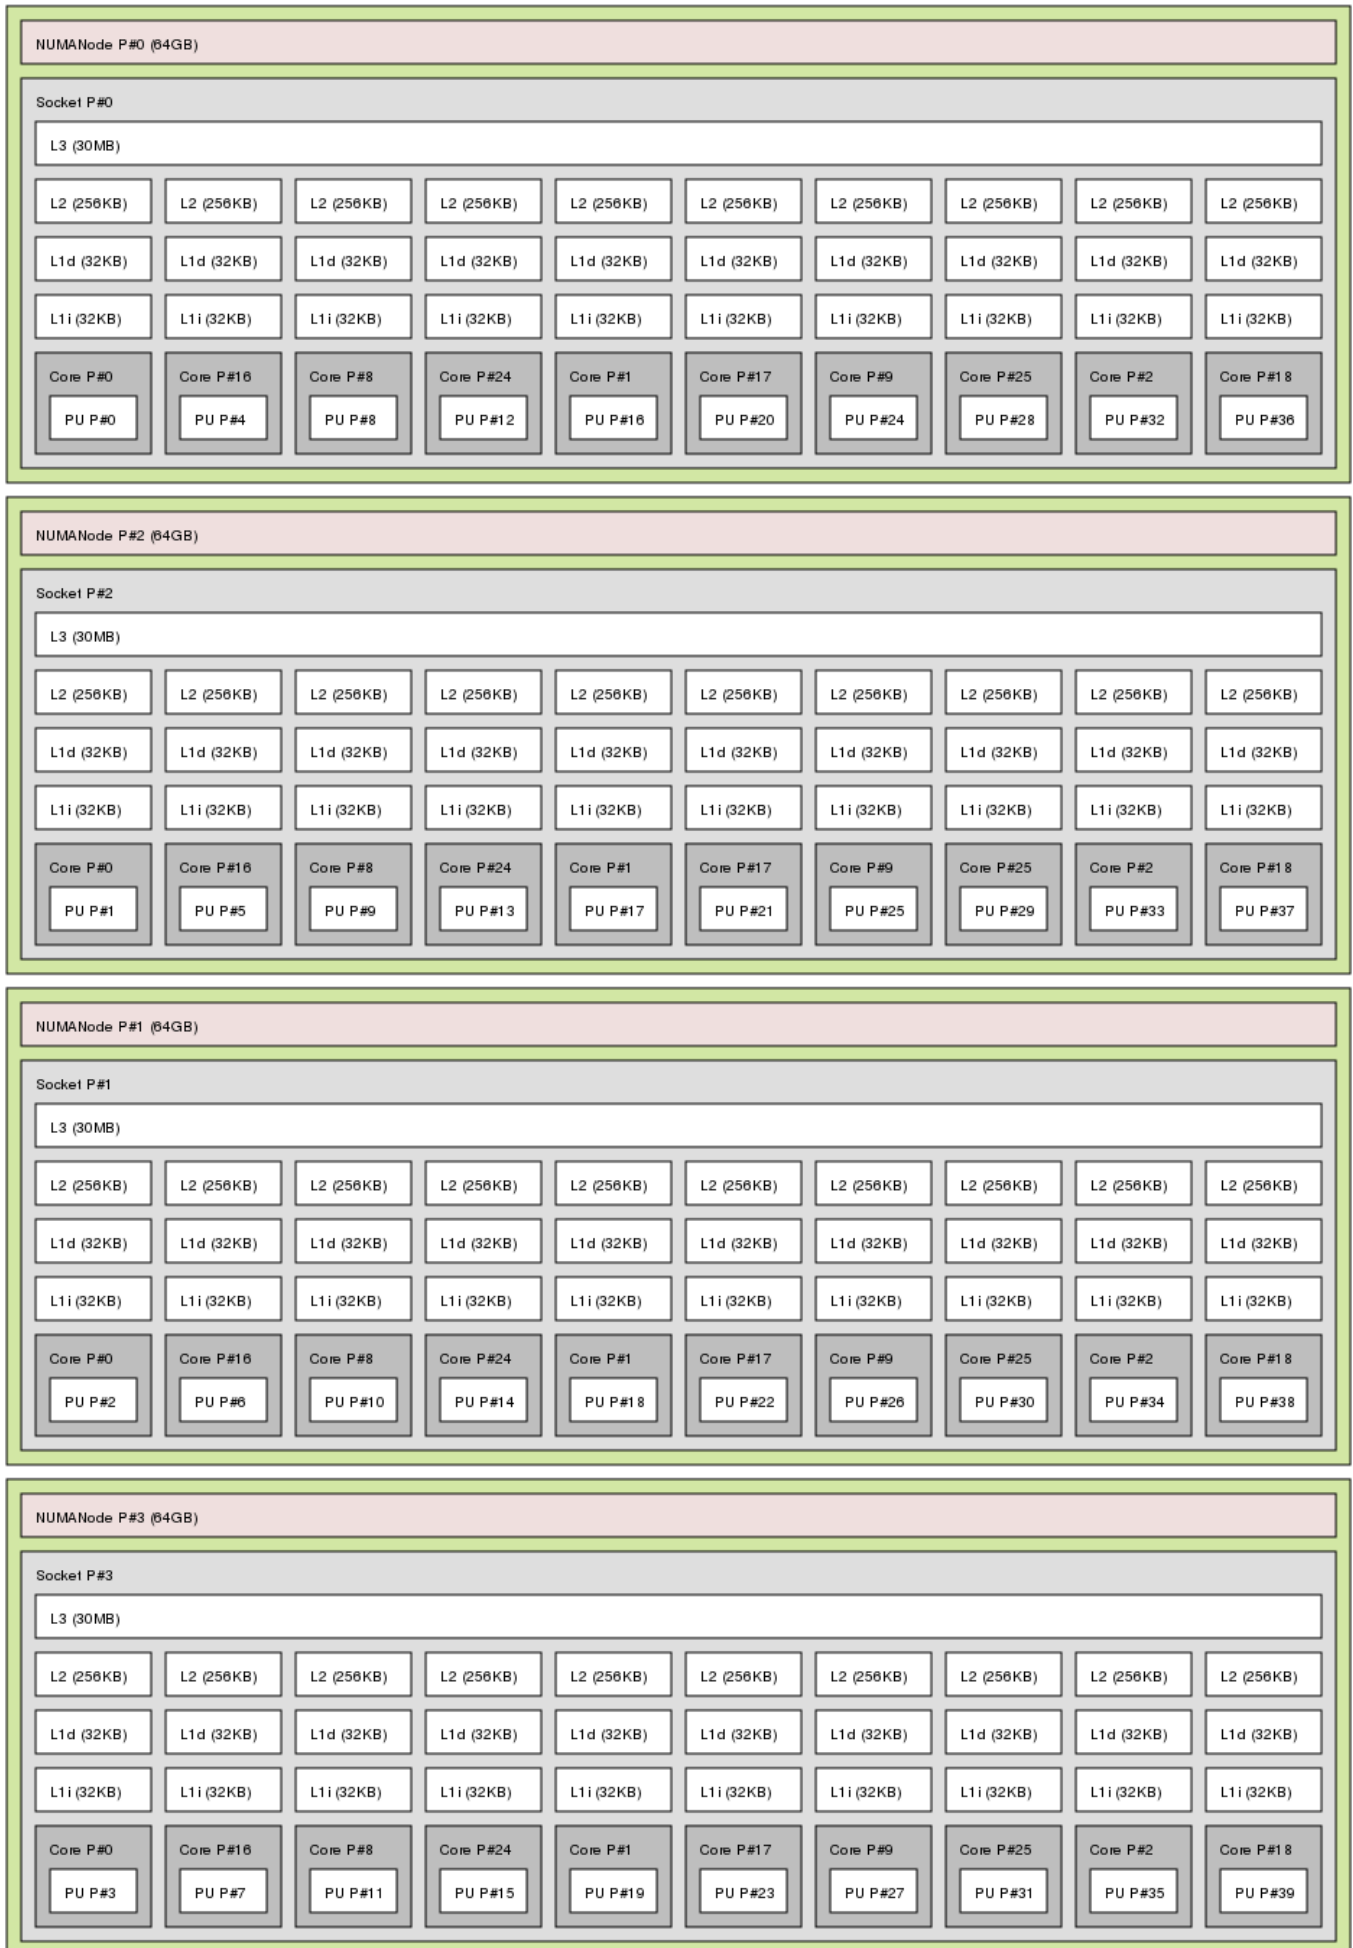 NUMANode P#0 (64GB)
Socket P#0
L3 (30MB)
L2 (256KB) L2 (256KB) L2 (256KB) L2 (256KB) L2 (256KB) L2 (256KB) L2 (256KB) L2 (256KB) L2 (256KB) L2 (256KB)
L1d (32KB) L1d (32KB) L1d (32KB) L1d (32KB) L1d (32KB) L1d (32KB) L1d (32KB) L1d (32KB) L1d (32KB) L1d (32KB)
L1i (32KB) L1i (32KB) L1i (32KB) L1i (32KB) L1i (32KB) L1i (32KB) L1i (32KB) L1i (32KB) L1i (32KB) L1i (32KB)
Core P#0 Core P#16 Core P#8 Core P#24 Core P#1 Core P#17 Core P#9 Core P#25 Core P#2 Core P#18
PU P#0 PU P#4 PU P#8 PU P#12 PU P#16 PU P#20 PU P#24 PU P#28 PU P#32 PU P#36
NUMANode P#2 (64GB)
Socket P#2
L3 (30MB)
L2 (256KB) L2 (256KB) L2 (256KB) L2 (256KB) L2 (256KB) L2 (256KB) L2 (256KB) L2 (256KB) L2 (256KB) L2 (256KB)
L1d (32KB) L1d (32KB) L1d (32KB) L1d (32KB) L1d (32KB) L1d (32KB) L1d (32KB) L1d (32KB) L1d (32KB) L1d (32KB)
L1i (32KB) L1i (32KB) L1i (32KB) L1i (32KB) L1i (32KB) L1i (32KB) L1i (32KB) L1i (32KB) L1i (32KB) L1i (32KB)
Core P#0 Core P#16 Core P#8 Core P#24 Core P#1 Core P#17 Core P#9 Core P#25 Core P#2 Core P#18
PU P#1 PU P#5 PU P#9 PU P#13 PU P#17 PU P#21 PU P#25 PU P#29 PU P#33 PU P#37
NUMANode P#1 (64GB)
Socket P#1
L3 (30MB)
L2 (256KB) L2 (256KB) L2 (256KB) L2 (256KB) L2 (256KB) L2 (256KB) L2 (256KB) L2 (256KB) L2 (256KB) L2 (256KB)
L1d (32KB) L1d (32KB) L1d (32KB) L1d (32KB) L1d (32KB) L1d (32KB) L1d (32KB) L1d (32KB) L1d (32KB) L1d (32KB)
L1i (32KB) L1i (32KB) L1i (32KB) L1i (32KB) L1i (32KB) L1i (32KB) L1i (32KB) L1i (32KB) L1i (32KB) L1i (32KB)
Core P#0 Core P#16 Core P#8 Core P#24 Core P#1 Core P#17 Core P#9 Core P#25 Core P#2 Core P#18
PU P#2 PU P#6 PU P#10 PU P#14 PU P#18 PU P#22 PU P#26 PU P#30 PU P#34 PU P#38
NUMANode P#3 (64GB)
Socket P#3
L3 (30MB)
L2 (256KB) L2 (256KB) L2 (256KB) L2 (256KB) L2 (256KB) L2 (256KB) L2 (256KB) L2 (256KB) L2 (256KB) L2 (256KB)
L1d (32KB) L1d (32KB) L1d (32KB) L1d (32KB) L1d (32KB) L1d (32KB) L1d (32KB) L1d (32KB) L1d (32KB) L1d (32KB)
L1i (32KB) L1i (32KB) L1i (32KB) L1i (32KB) L1i (32KB) L1i (32KB) L1i (32KB) L1i (32KB) L1i (32KB) L1i (32KB)
Core P#0 Core P#16 Core P#8 Core P#24 Core P#1 Core P#17 Core P#9 Core P#25 Core P#2 Core P#18
PU P#3 PU P#7 PU P#11 PU P#15 PU P#19 PU P#23 PU P#27 PU P#31 PU P#35 PU P#39